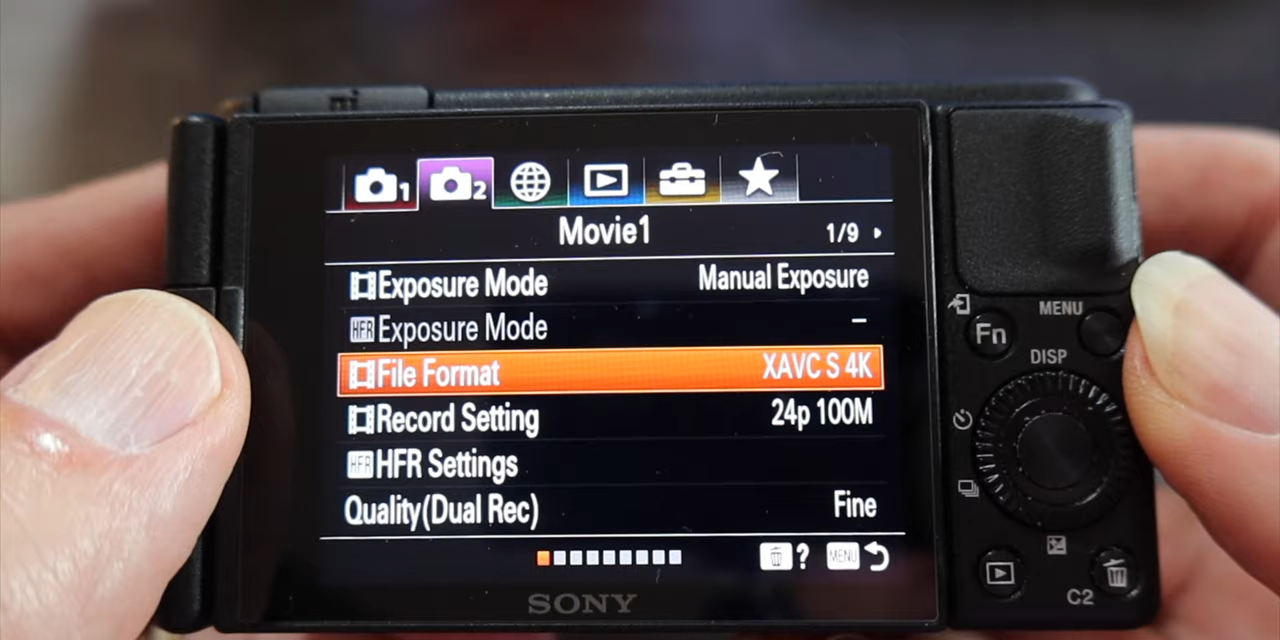 1 2
Movie1 1/9
Exposure Mode Manual Exposure
HFR Exposure Mode –
File Format XAVC S 4K
Record Setting 24p 100M
HFR HFR Settings
Quality(Dual Rec) Fine
? MENU
SONY
MENU
Fn
DISP
C2